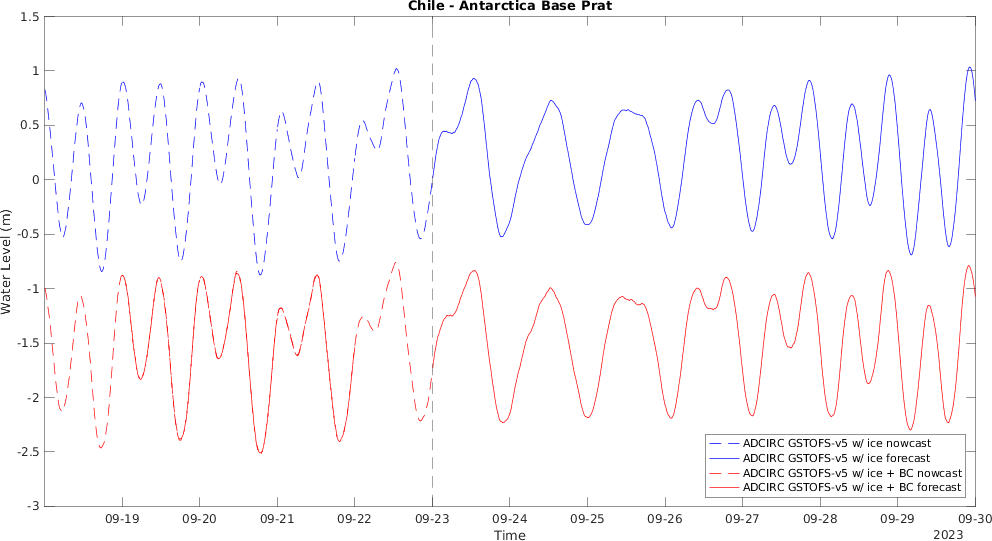 Chile - Antarctica Base Prat
Water Level (m)
1.5
1
0.5
0
-0.5
-1
-1.5
-2
-2.5
-3
ADCIRC GSTOFS-v5 w/ ice nowcast
ADCIRC GSTOFS-v5 w/ ice forecast
ADCIRC GSTOFS-v5 w/ ice + BC nowcast
ADCIRC GSTOFS-v5 w/ ice + BC forecast
09-19 09-20 09-21 09-22 09-23 09-24 09-25 09-26 09-27 09-28 09-29 09-30
Time
2023